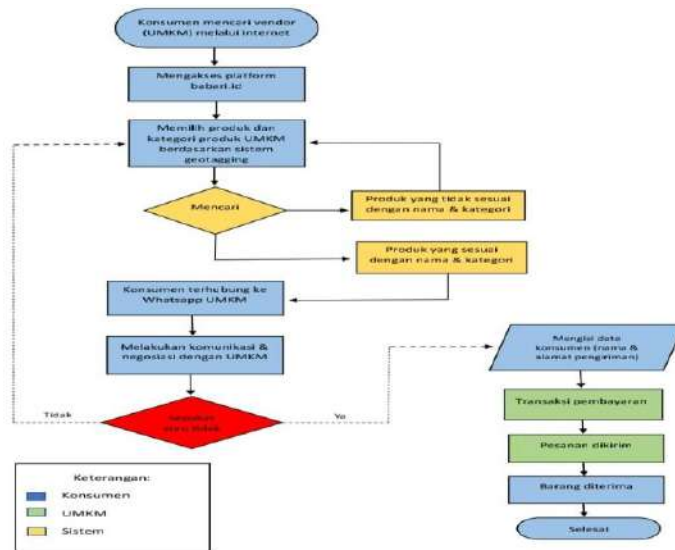 Konsumen mencari vendor
(UMKM) melalui internet
Mengakses platform
babari.id
Memilih produk dan
kategori produk UMKM
berdasarkan sistem
geotagging
Mencari
Produk yang tidak sesuai
dengan nama & kategori
Produk yang sesuai
dengan nama & kategori
Konsumen terhubung ke
Whatsapp UMKM
Melakukan komunikasi &
negosiasi dengan UMKM
Tidak
atau tidak
Ya
Mengisi data
konsumen (nama &
alamat pengiriman)
Transaksi pembayaran
Pesanan dikirim
Barang diterima
Selesai
Keterangan:
Konsumen
UMKM
Sistem